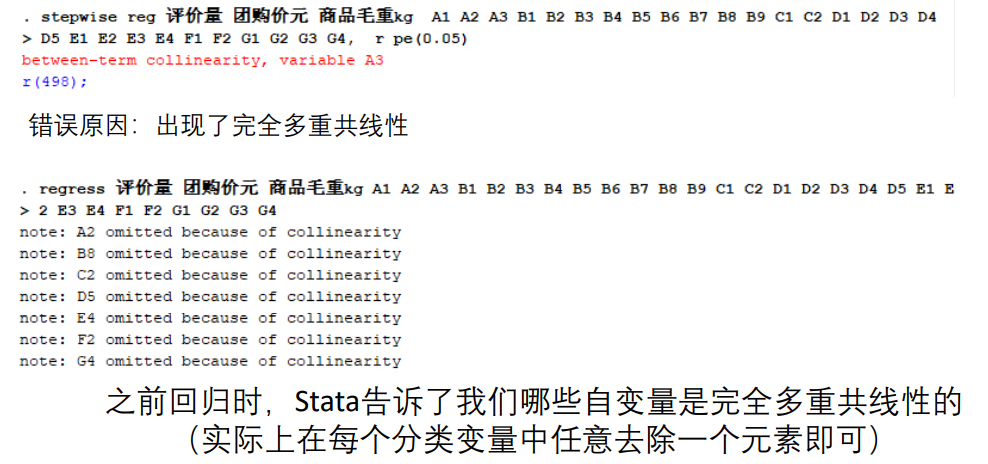 . stepwise reg 评价量 团购价元 商品毛重kg  A1 A2 A3 B1 B2 B3 B4 B5 B6 B7 B8 B9 C1 C2 D1 D2 D3 D4
> D5 E1 E2 E3 E4 F1 F2 G1 G2 G3 G4,  r pe(0.05)
between-term collinearity, variable A3
r(498);
错误原因：出现了完全多重共线性
. regress 评价量 团购价元 商品毛重kg A1 A2 A3 B1 B2 B3 B4 B5 B6 B7 B8 B9 C1 C2 D1 D2 D3 D4 D5 E1 E
> 2 E3 E4 F1 F2 G1 G2 G3 G4
note: A2 omitted because of collinearity
note: B8 omitted because of collinearity
note: C2 omitted because of collinearity
note: D5 omitted because of collinearity
note: E4 omitted because of collinearity
note: F2 omitted because of collinearity
note: G4 omitted because of collinearity
之前回归时，Stata告诉了我们哪些自变量是完全多重共线性的
（实际上在每个分类变量中任意去除一个元素即可）